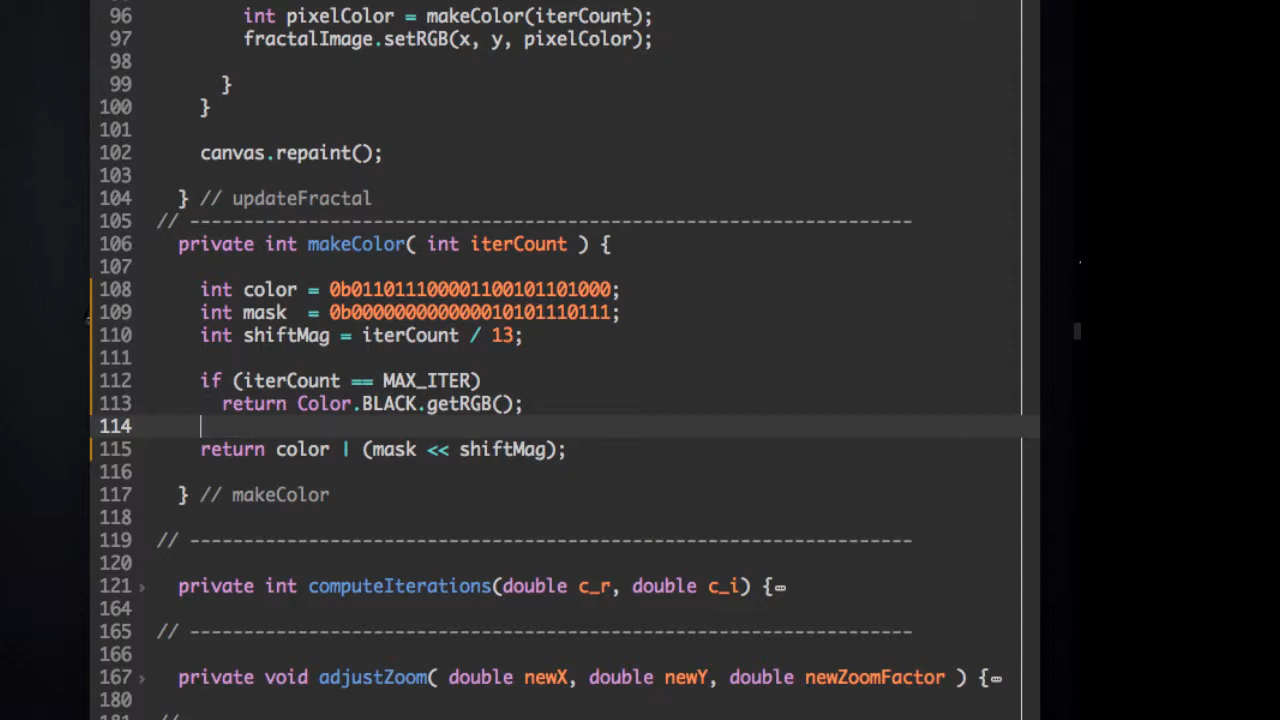 96 int pixelColor = makeColor(iterCount);
97 fractalImage.setRGB(x, y, pixelColor);
98
99 }
100 }
101
102 canvas.repaint();
103
104 } // updateFractal
105 // -------------------------------------------------------------------
106 private int makeColor( int iterCount ) {
107
108 int color = 0b011011100001100101101000;
109 int mask  = 0b000000000000010101110111;
110 int shiftMag = iterCount / 13;
111
112 if (iterCount == MAX_ITER)
113 return Color.BLACK.getRGB();
114
115 return color | (mask << shiftMag);
116
117 } // makeColor
118
119 // -------------------------------------------------------------------
120
121 private int computeIterations(double c_r, double c_i) {
164
165 // -------------------------------------------------------------------
166
167 private void adjustZoom( double newX, double newY, double newZoomFactor ) {
180